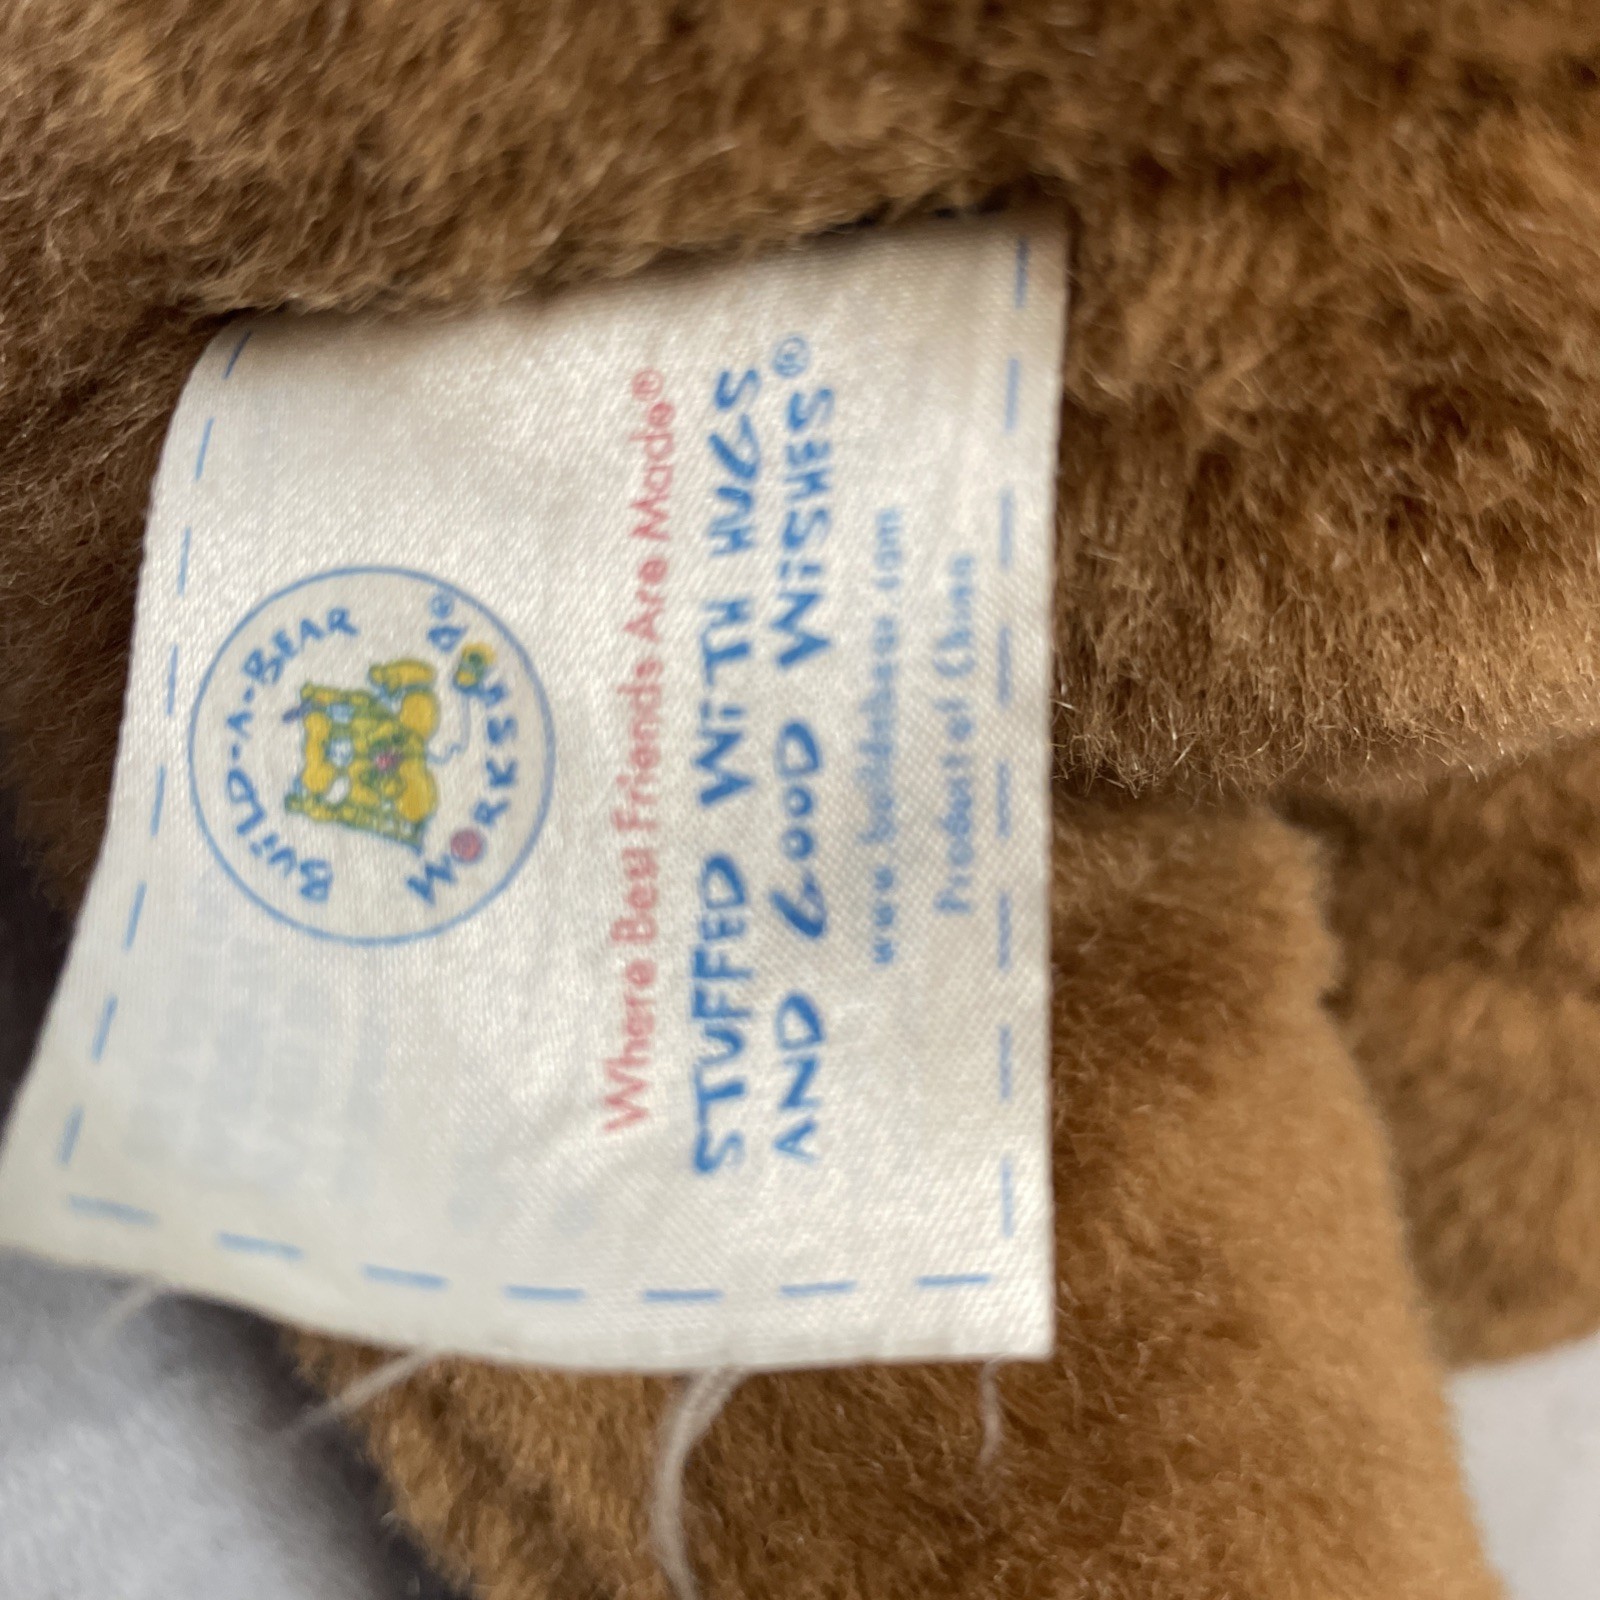 BUILD-A-BEAR
WORKSHOP®
Where Best Friends Are Made®
STUFFED WITH HUGS
AND GOOD WISHES®
www.buildabear.com
Product of China